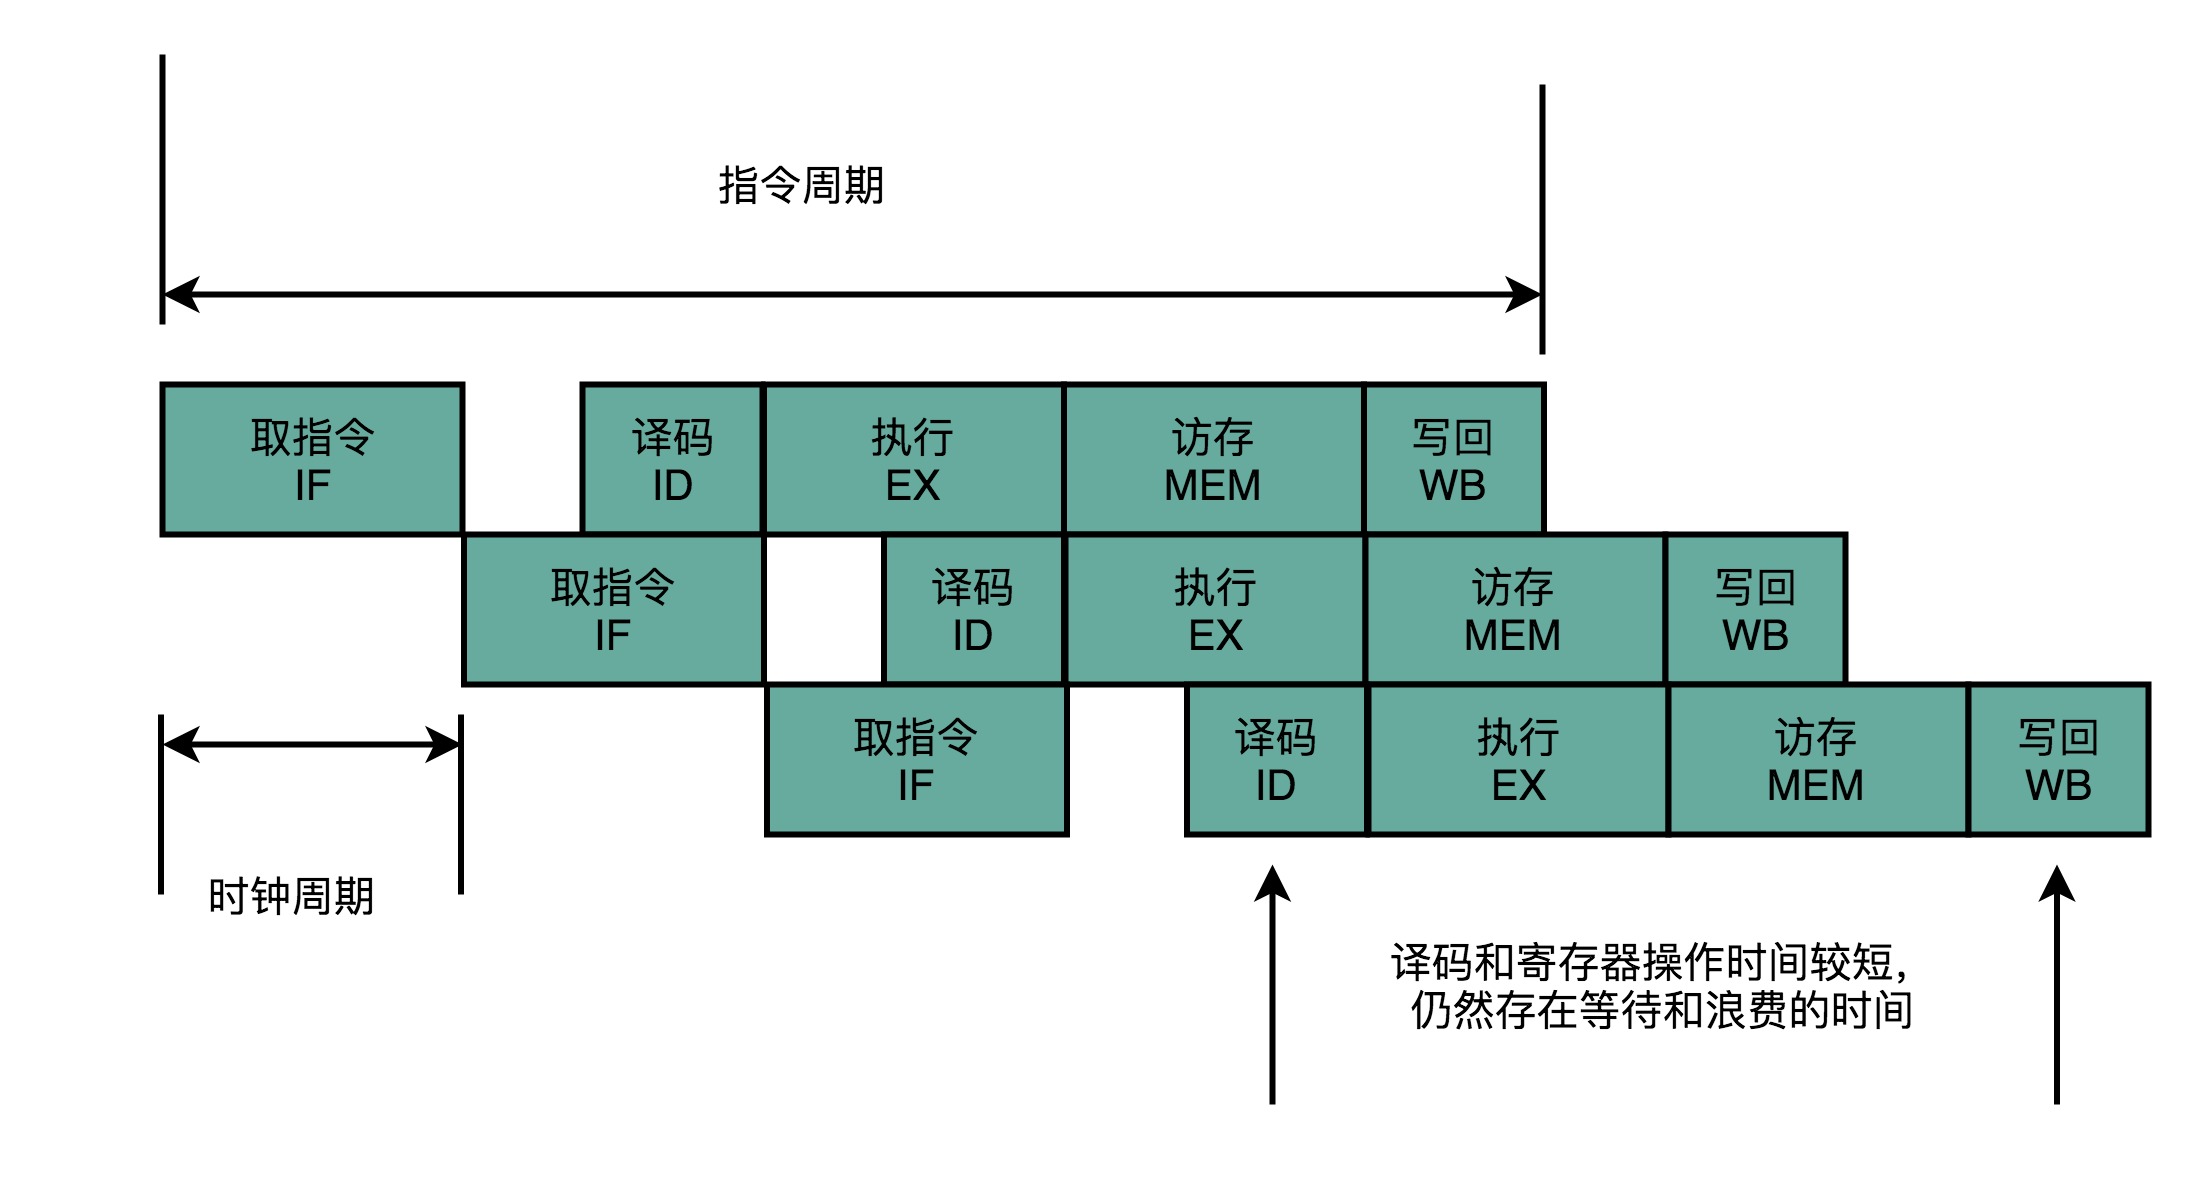 指令周期
取指令
IF
译码
ID
执行
EX
访存
MEM
写回
WB
取指令
IF
译码
ID
执行
EX
访存
MEM
写回
WB
取指令
IF
译码
ID
执行
EX
访存
MEM
写回
WB
时钟周期
译码和寄存器操作时间较短，
仍然存在等待和浪费的时间